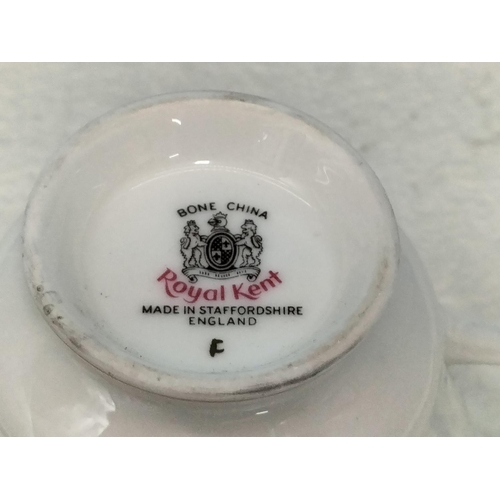 BONE CHINA
Royal Kent
MADE IN STAFFORDSHIRE
ENGLAND
F